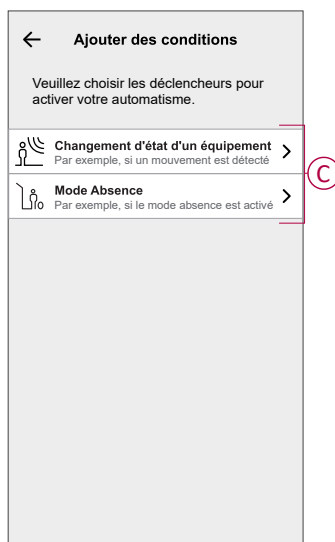 Ajouter des conditions
Veuillez choisir les déclencheurs pour
activer votre automatisme.
Changement d'état d'un équipement
Par exemple, si un mouvement est détecté
C
Mode Absence
Par exemple, si le mode absence est activé